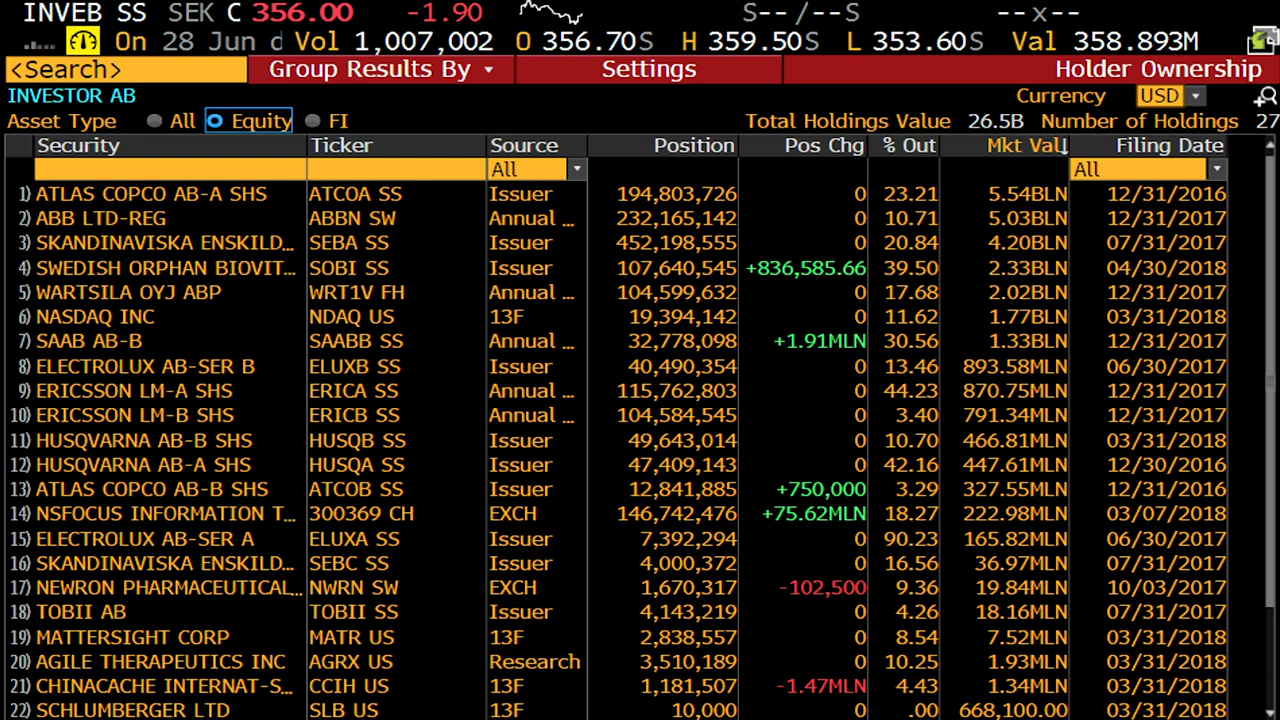 INVEB SS SEK C 356.00 -1.90 S-- /--S --x--
On 28 Jun d Vol 1,007,002 O 356.70S H 359.50S L 353.60S Val 358.893M
<Search> Group Results By Settings Holder Ownership
INVESTOR AB Currency USD
Asset Type All Equity FI Total Holdings Value 26.5B Number of Holdings 27
Security Ticker Source Position Pos Chg % Out Mkt Val↓ Filing Date
All All
1) ATLAS COPCO AB-A SHS ATCOA SS Issuer 194,803,726 0 23.21 5.54BLN 12/31/2016
2) ABB LTD-REG ABBN SW Annual ... 232,165,142 0 10.71 5.03BLN 12/31/2017
3) SKANDINAVISKA ENSKILD... SEBA SS Issuer 452,198,555 0 20.84 4.20BLN 07/31/2017
4) SWEDISH ORPHAN BIOVIT... SOBI SS Issuer 107,640,545 +836,585.66 39.50 2.33BLN 04/30/2018
5) WARTSILA OYJ ABP WRT1V FH Annual ... 104,599,632 0 17.68 2.02BLN 12/31/2017
6) NASDAQ INC NDAQ US 13F 19,394,142 0 11.62 1.77BLN 03/31/2018
7) SAAB AB-B SAABB SS Annual ... 32,778,098 +1.91MLN 30.56 1.33BLN 12/31/2017
8) ELECTROLUX AB-SER B ELUXB SS Issuer 40,490,354 0 13.46 893.58MLN 06/30/2017
9) ERICSSON LM-A SHS ERICA SS Annual ... 115,762,803 0 44.23 870.75MLN 12/31/2017
10) ERICSSON LM-B SHS ERICB SS Annual ... 104,584,545 0 3.40 791.34MLN 12/31/2017
11) HUSQVARNA AB-B SHS HUSQB SS Issuer 49,643,014 0 10.70 466.81MLN 03/31/2018
12) HUSQVARNA AB-A SHS HUSQA SS Issuer 47,409,143 0 42.16 447.61MLN 12/30/2016
13) ATLAS COPCO AB-B SHS ATCOB SS Issuer 12,841,885 +750,000 3.29 327.55MLN 12/31/2016
14) NSFOCUS INFORMATION T... 300369 CH EXCH 146,742,476 +75.62MLN 18.27 222.98MLN 03/07/2018
15) ELECTROLUX AB-SER A ELUXA SS Issuer 7,392,294 0 90.23 165.82MLN 06/30/2017
16) SKANDINAVISKA ENSKILD... SEBC SS Issuer 4,000,372 0 16.56 36.97MLN 07/31/2017
17) NEWRON PHARMACEUTICAL... NWRN SW EXCH 1,670,317 -102,500 9.36 19.84MLN 10/03/2017
18) TOBII AB TOBII SS Issuer 4,143,219 0 4.26 18.16MLN 07/31/2017
19) MATTERSIGHT CORP MATR US 13F 2,838,557 0 8.54 7.52MLN 03/31/2018
20) AGILE THERAPEUTICS INC AGRX US Research 3,510,189 0 10.25 1.93MLN 03/31/2018
21) CHINACACHE INTERNAT-S... CCIH US 13F 1,181,507 -1.47MLN 4.43 1.34MLN 03/31/2018
22) SCHLUMBERGER LTD SLB US 13F 10,000 0 .00 668,100.00 03/31/2018